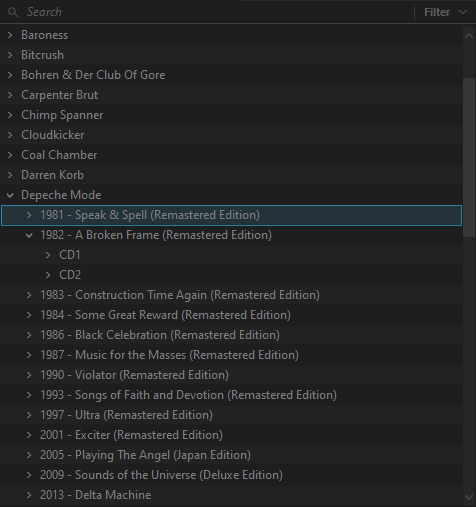 Search
Filter
Baroness
Bitcrush
Bohren & Der Club Of Gore
Carpenter Brut
Chimp Spanner
Cloudkicker
Coal Chamber
Darren Korb
Depeche Mode
1981 - Speak & Spell (Remastered Edition)
1982 - A Broken Frame (Remastered Edition)
CD1
CD2
1983 - Construction Time Again (Remastered Edition)
1984 - Some Great Reward (Remastered Edition)
1986 - Black Celebration (Remastered Edition)
1987 - Music for the Masses (Remastered Edition)
1990 - Violator (Remastered Edition)
1993 - Songs of Faith and Devotion (Remastered Edition)
1997 - Ultra (Remastered Edition)
2001 - Exciter (Remastered Edition)
2005 - Playing The Angel (Japan Edition)
2009 - Sounds of the Universe (Deluxe Edition)
2013 - Delta Machine